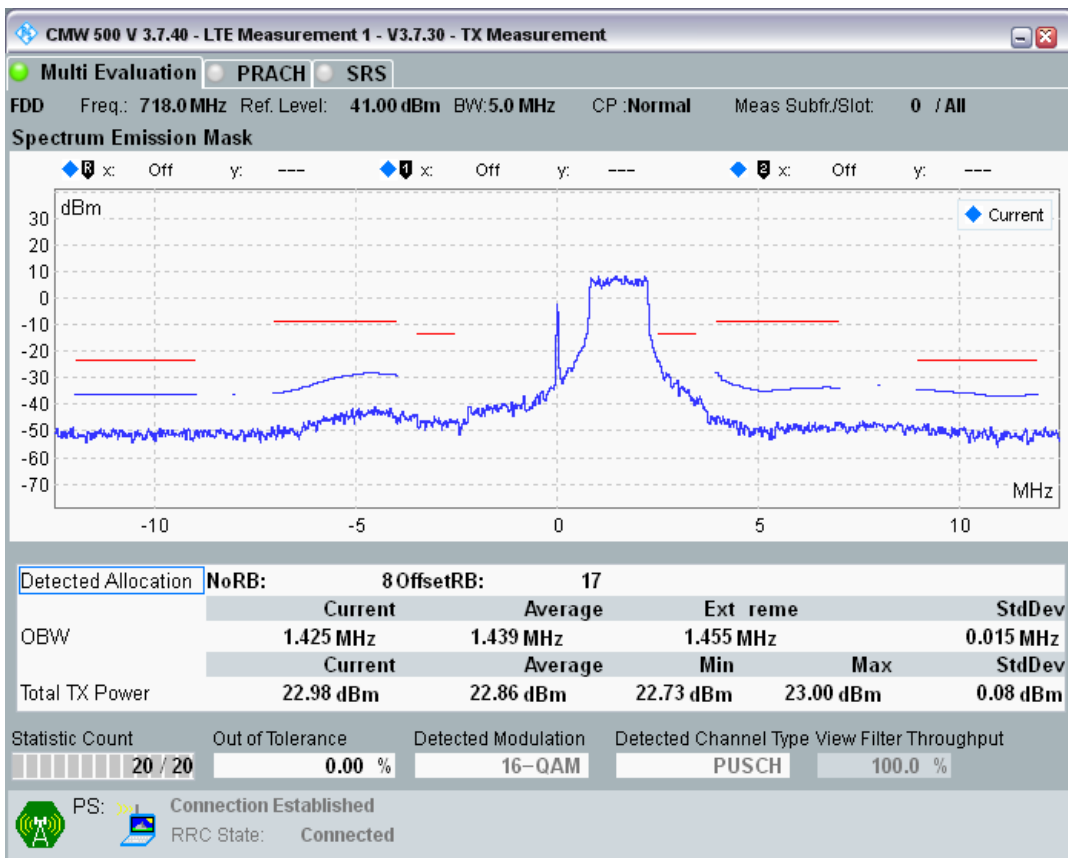 CMW 500 V 3.7.40 - LTE Measurement 1 - V3.7.30 - TX Measurement
Multi Evaluation PRACH SRS
FDD Freq.: 718.0 MHz Ref. Level: 41.00 dBm BW:5.0 MHz CP :Normal Meas Subfr./Slot: 0 / All
Spectrum Emission Mask
R x: Off y: --- 1 x: Off y: --- 2 x: Off y: ---
dBm
Current
30
20
10
0
-10
-20
-30
-40
-50
-60
-70
MHz
-10 -5 0 5 10
Detected Allocation NoRB: 8 OffsetRB: 17
Current Average Ext reme StdDev
OBW 1.425 MHz 1.439 MHz 1.455 MHz 0.015 MHz
Current Average Min Max StdDev
Total TX Power 22.98 dBm 22.86 dBm 22.73 dBm 23.00 dBm 0.08 dBm
Statistic Count Out of Tolerance Detected Modulation Detected Channel Type View Filter Throughput
20 / 20 0.00 % 16-QAM PUSCH 100.0 %
PS: Connection Established
RRC State: Connected